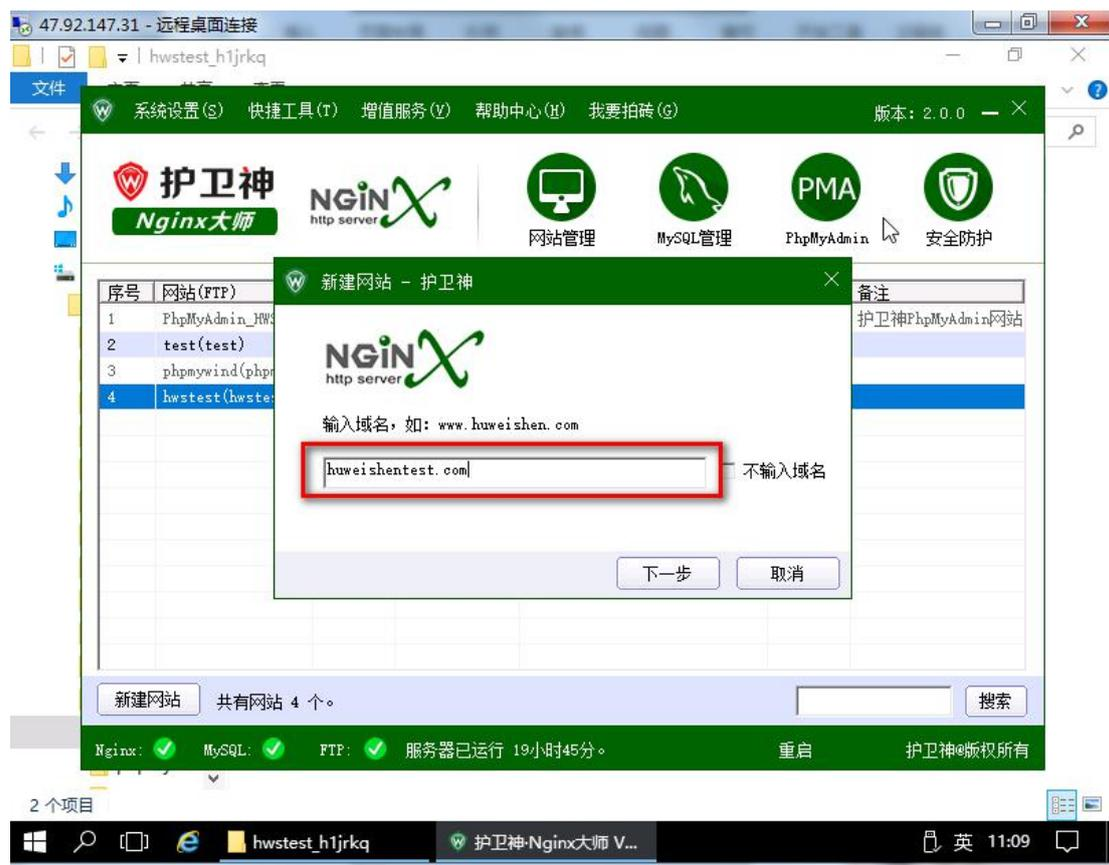 47.92.147.31 - 远程桌面连接
hwstest_h1jrkq
文件
系统设置(S) 快捷工具(T) 增值服务(V) 帮助中心(H) 我要拍砖(G) 版本: 2.0.0
护卫神
Nginx大师
NGiNX
http server
PMA
网站管理 MySQL管理 PhpMyAdmin 安全防护
新建网站 - 护卫神
序号 网站(FTP) 备注
1 PhpMyAdmin_HWS 护卫神PhpMyAdmin网站
2 test(test)
3 phpmywind(phpm
4 hwstest(hwstes
NGiNX
http server
输入域名,如: www.huweishen.com
huweishentest.com
不输入域名
下一步 取消
新建网站 共有网站 4 个。 搜索
Nginx: MySQL: FTP: 服务器已运行 19小时45分。 重启 护卫神®版权所有
2 个项目
hwstest_h1jrkq 护卫神·Nginx大师 V... 英 11:09